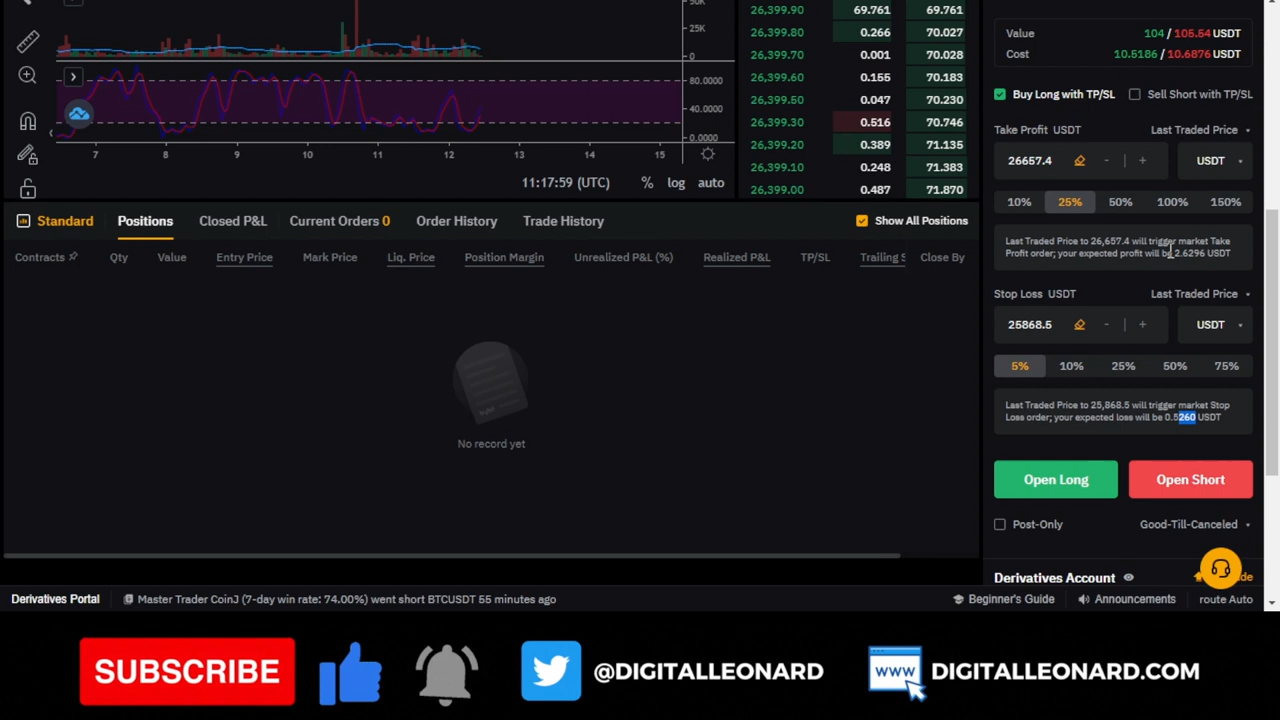 50K
25K
0
80.0000
40.0000
0.0000
7 8 9 10 11 12 13 14 15
11:17:59 (UTC) % log auto
26,399.90 69.761 69.761
26,399.80 0.266 70.027
26,399.70 0.001 70.028
26,399.60 0.155 70.183
26,399.50 0.047 70.230
26,399.30 0.516 70.746
26,399.20 0.389 71.135
26,399.10 0.248 71.383
26,399.00 0.487 71.870
Value 104 / 105.54 USDT
Cost 10.5186 / 10.6876 USDT
Buy Long with TP/SL Sell Short with TP/SL
Take Profit USDT Last Traded Price
26657.4 - + USDT
10% 25% 50% 100% 150%
Last Traded Price to 26,657.4 will trigger market Take
Profit order; your expected profit will be 2.6296 USDT
Stop Loss USDT Last Traded Price
25868.5 - + USDT
5% 10% 25% 50% 75%
Last Traded Price to 25,868.5 will trigger market Stop
Loss order; your expected loss will be 0.5260 USDT
Open Long Open Short
Post-Only Good-Till-Canceled
Derivatives Account
Standard Positions Closed P&L Current Orders 0 Order History Trade History Show All Positions
Contracts Qty Value Entry Price Mark Price Liq. Price Position Margin Unrealized P&L (%) Realized P&L TP/SL Trailing S Close By
No record yet
Derivatives Portal Master Trader CoinJ (7-day win rate: 74.00%) went short BTCUSDT 55 minutes ago Beginner's Guide Announcements route Auto
SUBSCRIBE @DIGITALLEONARD WWW DIGITALLEONARD.COM